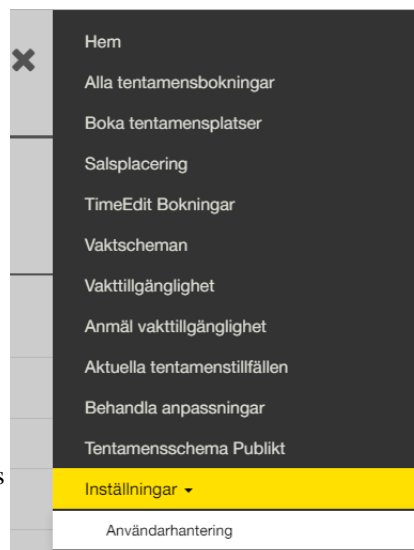 Hem
Alla tentamensbokningar
Boka tentamensplatser
Salsplacering
TimeEdit Bokningar
Vaktscheman
Vakttillgänglighet
Anmäl vakttillgänglighet
Aktuella tentamenstillfällen
Behandla anpassningar
Tentamensschema Publikt
s
Inställningar
Användarhantering